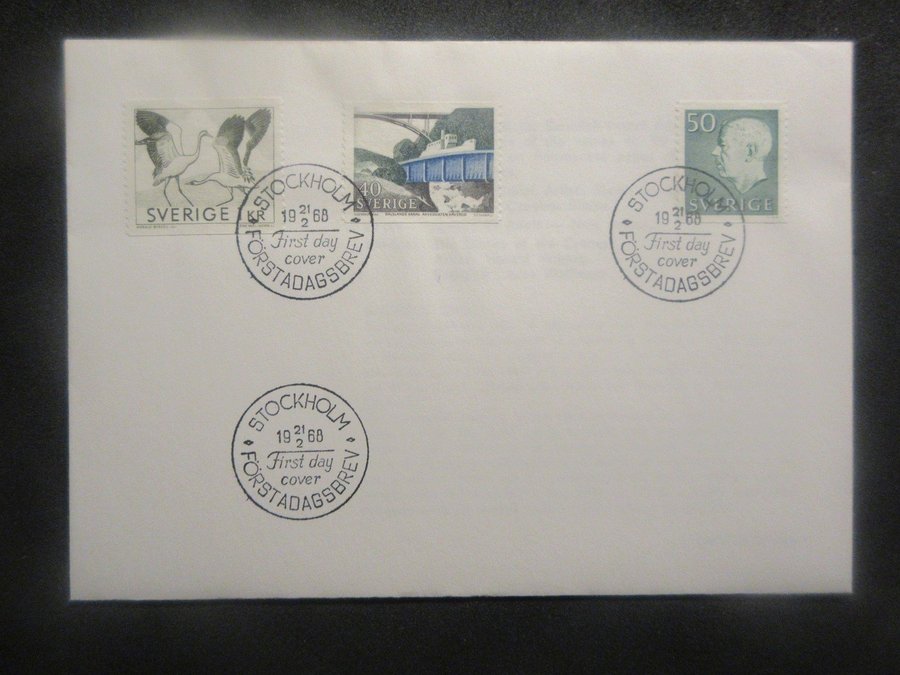 SVERIGE 1 KR
40
SVERIGE
50
SVERIGE
STOCKHOLM
19 21/2 68
First day
cover
FÖRSTADAGSBREV
STOCKHOLM
19 21/2 68
First day
cover
FÖRSTADAGSBREV
STOCKHOLM
19 21/2 68
First day
cover
FÖRSTADAGSBREV